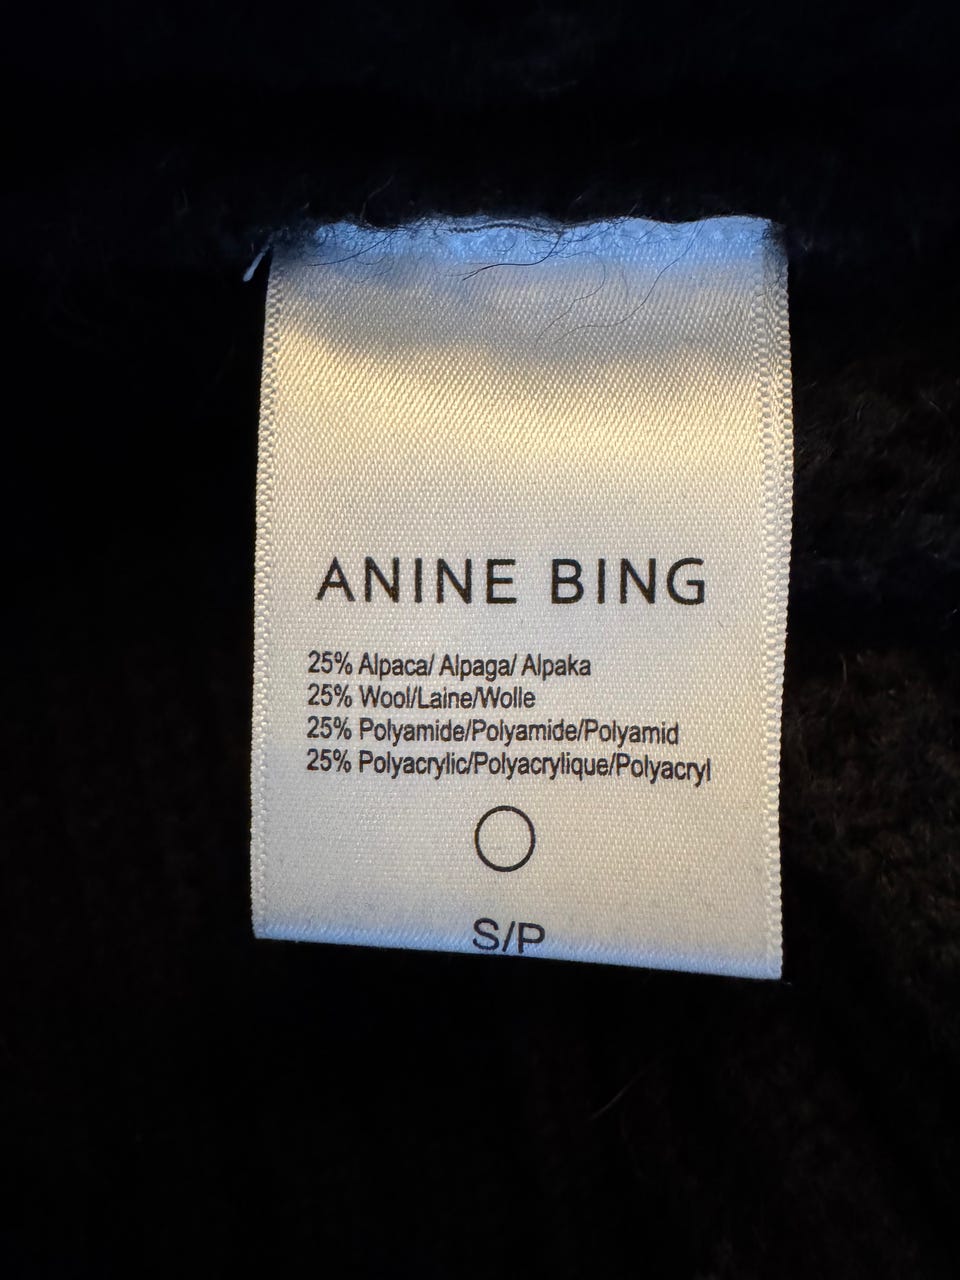 ANINE BING
25% Alpaca/ Alpaga/ Alpaka
25% Wool/Laine/Wolle
25% Polyamide/Polyamide/Polyamid
25% Polyacrylic/Polyacrylique/Polyacryl
S/P